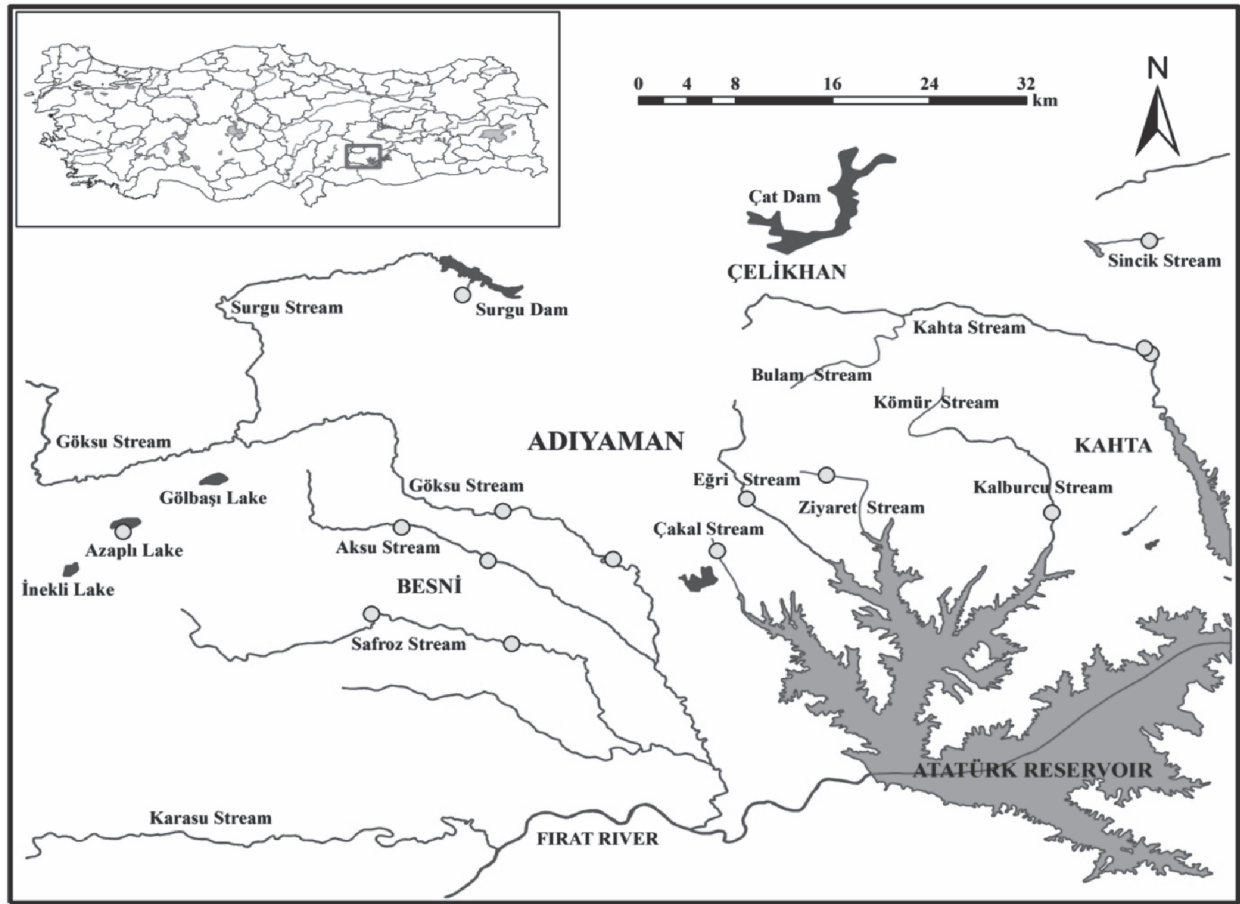 0 8 16 24 32
km
N
Çat Dam
ÇELİKHAN
Sincik Stream
Surgu Stream
Surgu Dam
Kahta Stream
Bulam Stream
Kömür Stream
Göksu Stream
ADIYAMAN
KAHTA
Gölbaşı Lake
Göksu Stream
Eğri Stream
Ziyaret Stream
Kalburcu Stream
Çakal Stream
Azaplı Lake
Aksu Stream
İnekli Lake
BESNİ
Safroz Stream
ATATÜRK RESERVOIR
Karasu Stream
FIRAT RIVER